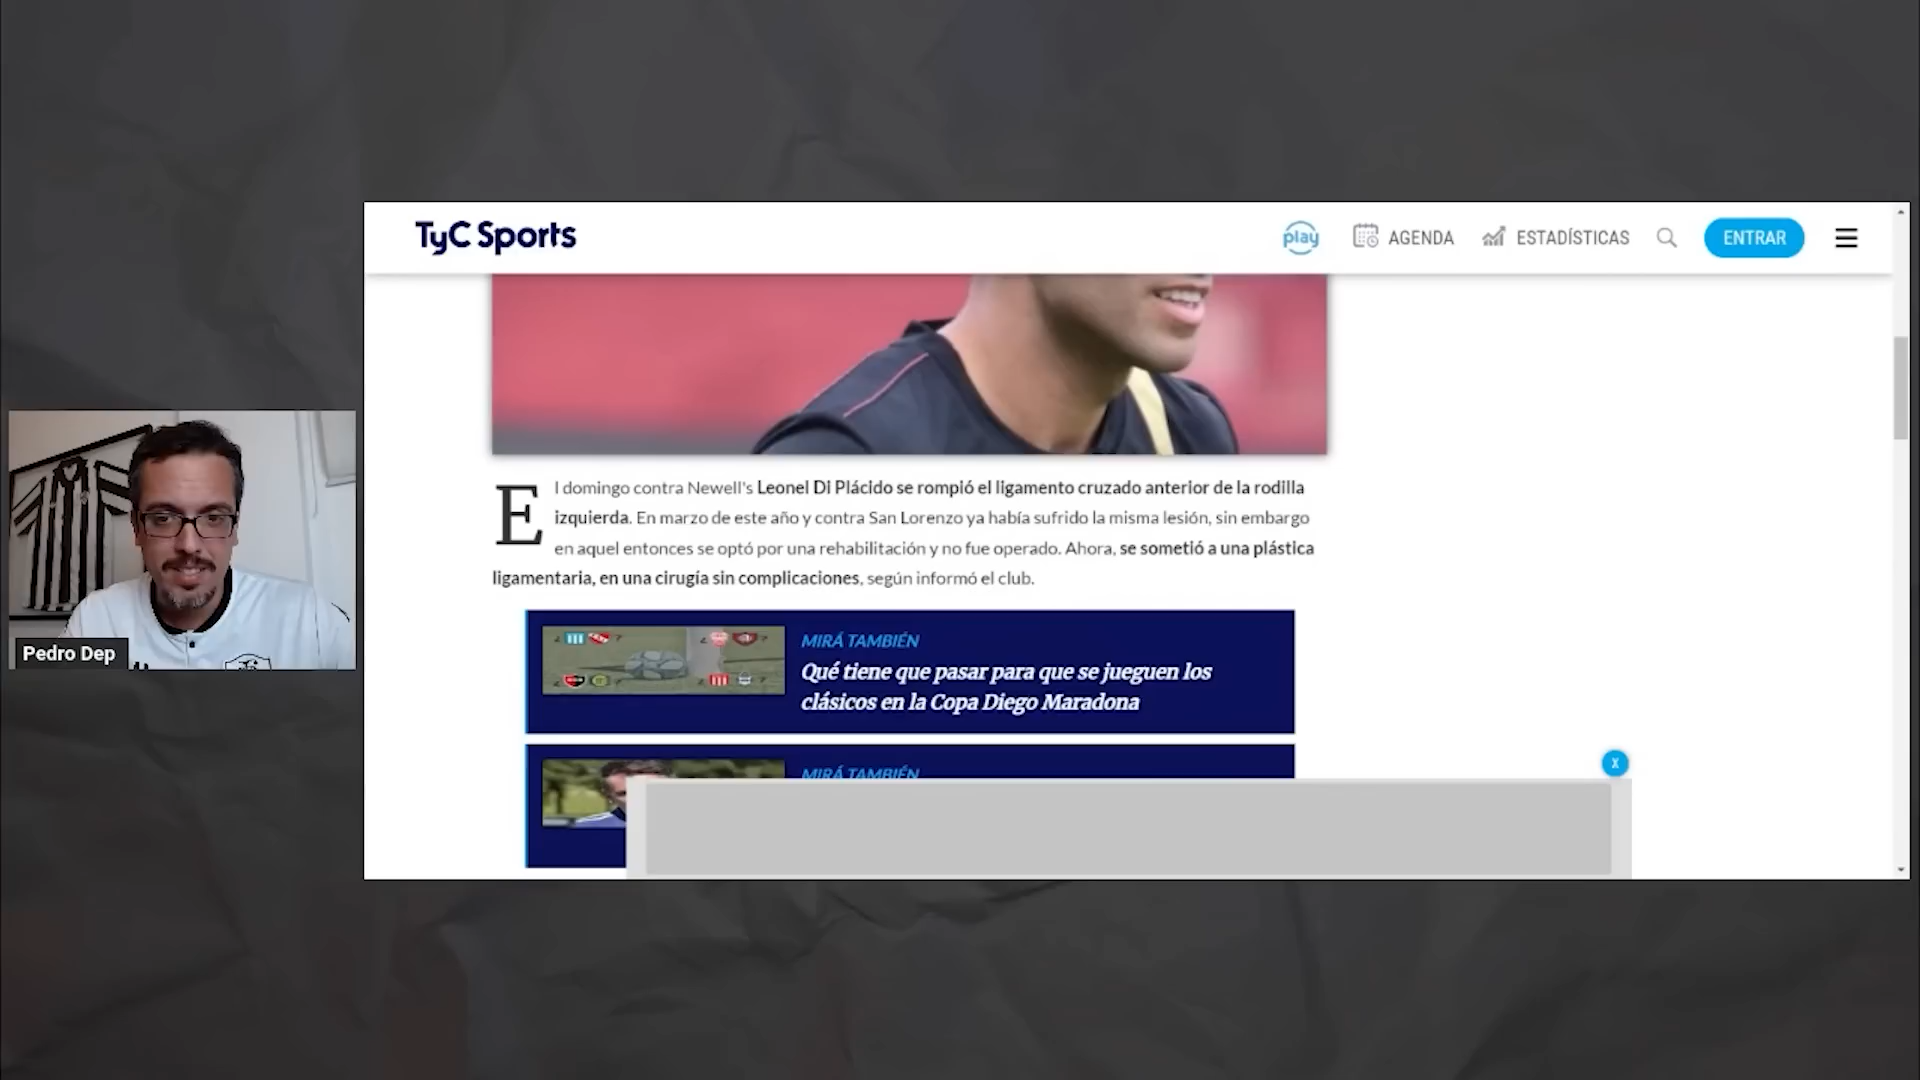 TyC Sports
play
AGENDA
ESTADÍSTICAS
ENTRAR
El domingo contra Newell's Leonel Di Plácido se rompió el ligamento cruzado anterior de la rodilla
izquierda. En marzo de este año y contra San Lorenzo ya había sufrido la misma lesión, sin embargo
en aquel entonces se optó por una rehabilitación y no fue operado. Ahora, se sometió a una plástica
ligamentaria, en una cirugía sin complicaciones, según informó el club.
MIRÁ TAMBIÉN
Qué tiene que pasar para que se jueguen los
clásicos en la Copa Diego Maradona
MIRÁ TAMBIÉN
X
Pedro Dep